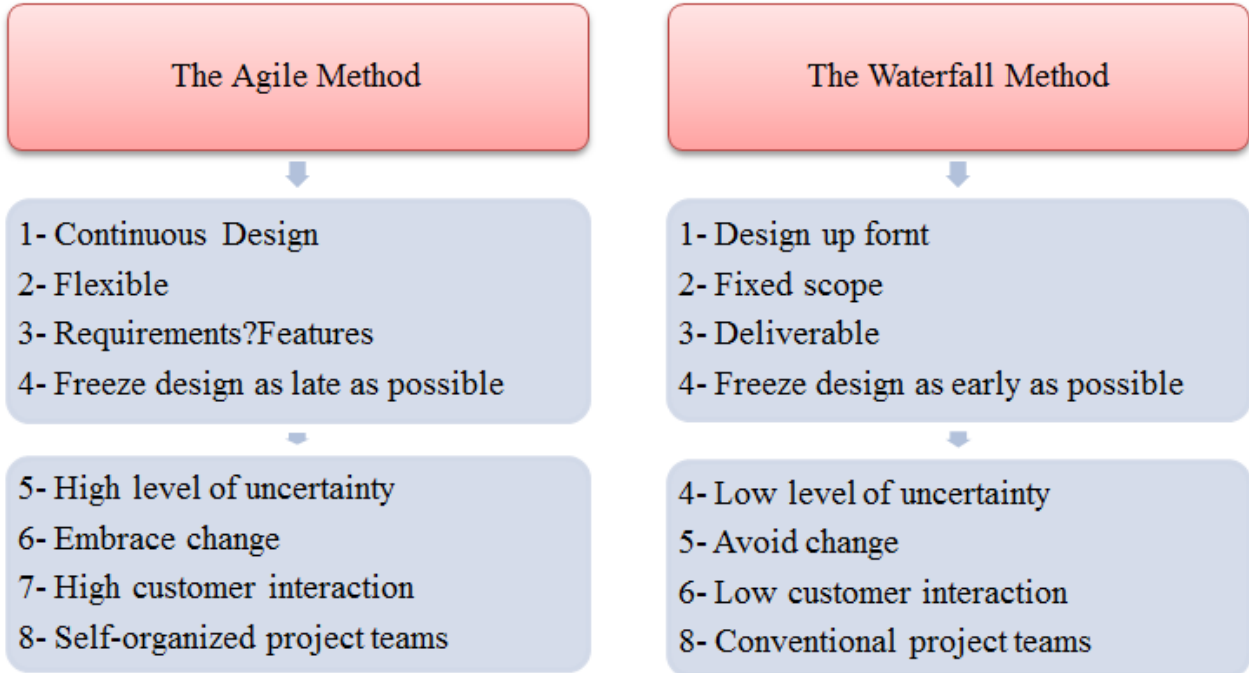 The Agile Method
1- Continuous Design
2- Flexible
3- Requirements?Features
4- Freeze design as late as possible
5- High level of uncertainty
6- Embrace change
7- High customer interaction
8- Self-organized project teams
The Waterfall Method
1- Design up fornt
2- Fixed scope
3- Deliverable
4- Freeze design as early as possible
4- Low level of uncertainty
5- Avoid change
6- Low customer interaction
8- Conventional project teams